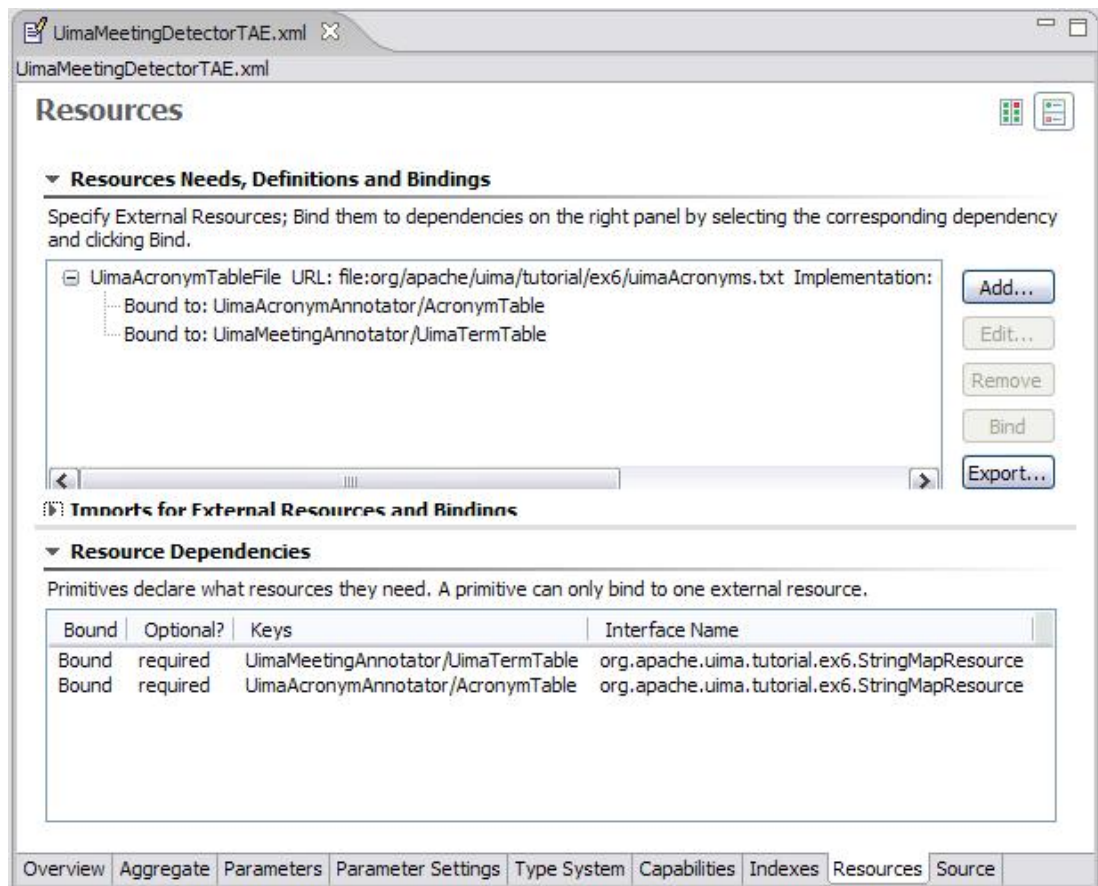 UimaMeetingDetectorTAE.xml
UimaMeetingDetectorTAE.xml
Resources
Resources Needs, Definitions and Bindings
Specify External Resources; Bind them to dependencies on the right panel by selecting the corresponding dependency
and clicking Bind.
UimaAcronymTableFile URL: file:org/apache/uima/tutorial/ex6/uimaAcronyms.txt Implementation:
Bound to: UimaAcronymAnnotator/AcronymTable
Bound to: UimaMeetingAnnotator/UimaTermTable
Add...
Edit...
Remove
Bind
Export...
Imports for External Resources and Bindings
Resource Dependencies
Primitives declare what resources they need. A primitive can only bind to one external resource.
Bound Optional? Keys Interface Name
Bound required UimaMeetingAnnotator/UimaTermTable org.apache.uima.tutorial.ex6.StringMapResource
Bound required UimaAcronymAnnotator/AcronymTable org.apache.uima.tutorial.ex6.StringMapResource
Overview Aggregate Parameters Parameter Settings Type System Capabilities Indexes Resources Source